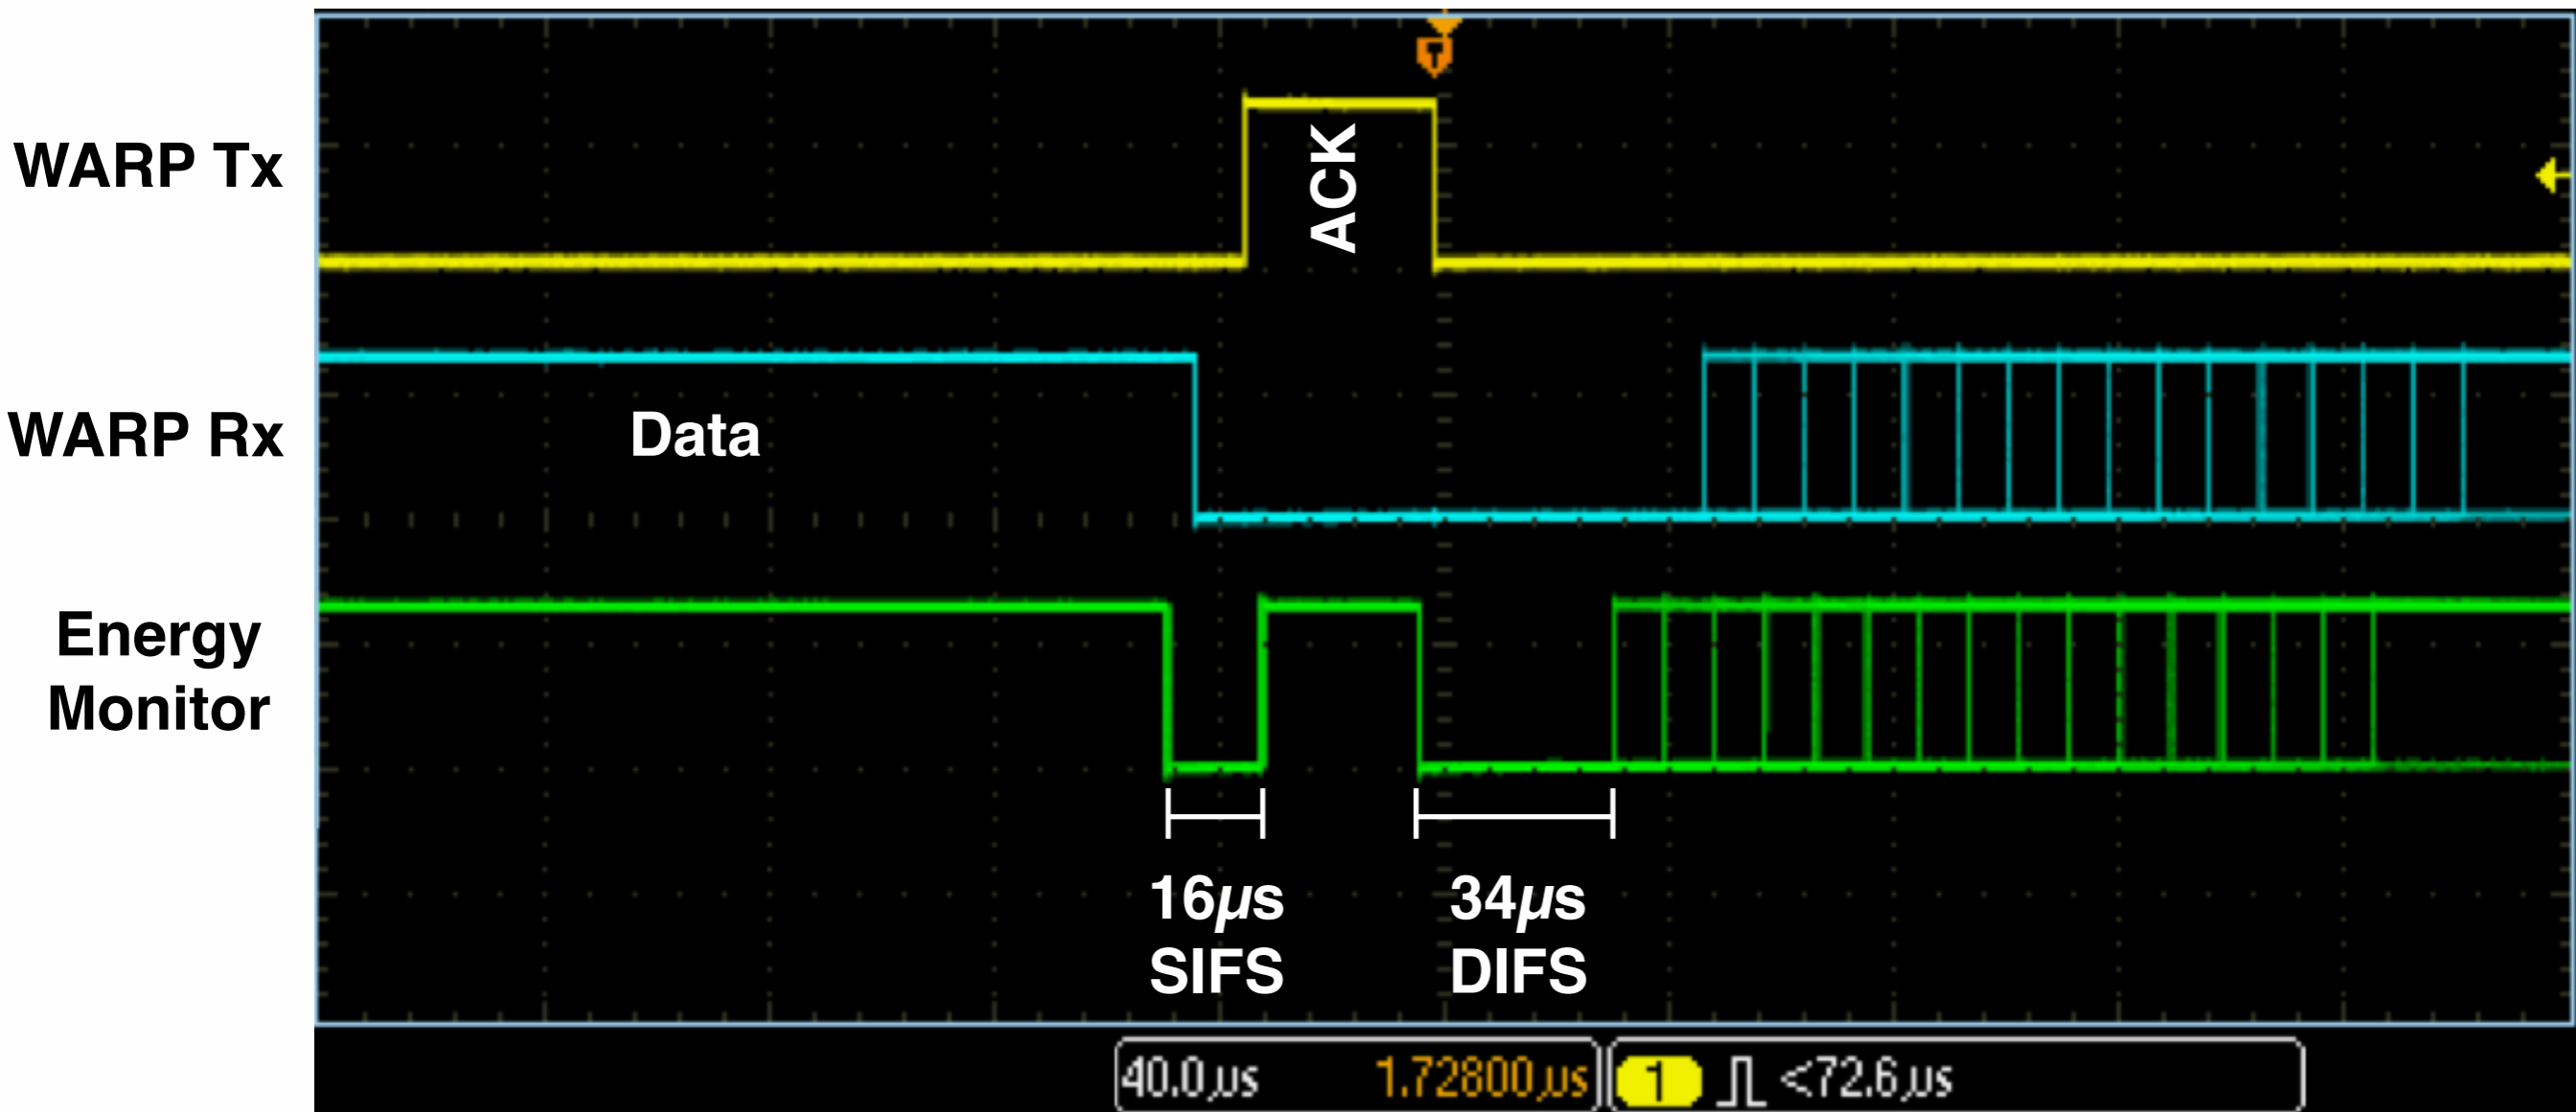 T
WARP Tx
ACK
WARP Rx
Data
Energy
Monitor
16µs
SIFS
34µs
DIFS
40.0µs
1.72800µs
1
<72.6µs